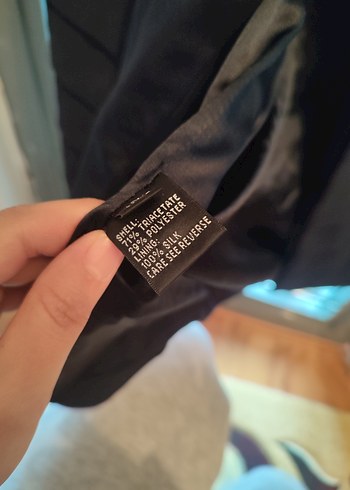 SHELL:
71% TRIACETATE
29% POLYESTER
LINING:
100% SILK
CARE SEE REVERSE